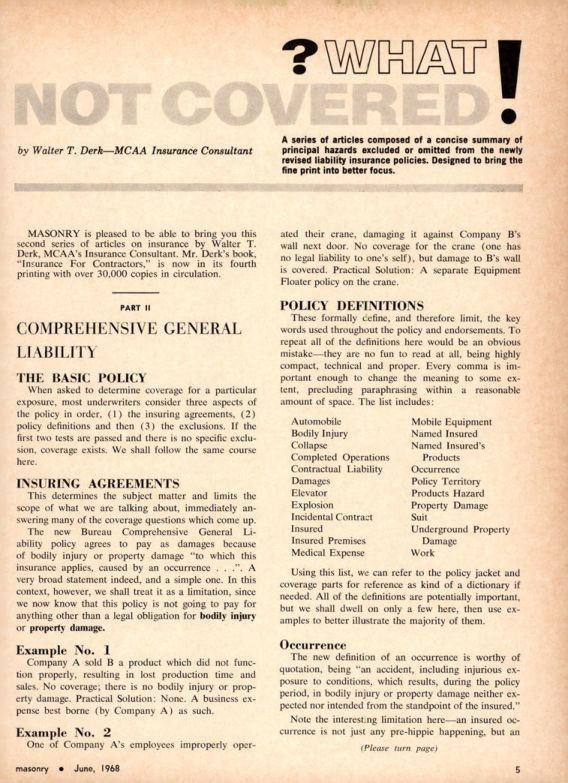 ? WHAT
NOT COVERED!
by Walter T. Derk—MCAA Insurance Consultant
A series of articles composed of a concise summary of
principal hazards excluded or omitted from the newly
revised liability insurance policies. Designed to bring the
fine print into better focus.
MASONRY is pleased to be able to bring you this
second series of articles on insurance by Walter T.
Derk, MCAA's Insurance Consultant. Mr. Derk's book,
"Insurance For Contractors," is now in its fourth
printing with over 30,000 copies in circulation.
PART II
COMPREHENSIVE GENERAL
LIABILITY
THE BASIC POLICY
When asked to determine coverage for a particular
exposure, most underwriters consider three aspects of
the policy in order, (1) the insuring agreements, (2)
policy definitions and then (3) the exclusions. If the
first two tests are passed and there is no specific exclu-
sion, coverage exists. We shall follow the same course
here.
INSURING AGREEMENTS
This determines the subject matter and limits the
scope of what we are talking about, immediately an-
swering many of the coverage questions which come up.
The new Bureau Comprehensive General Li-
ability policy agrees to pay as damages because
of bodily injury or property damage "to which this
insurance applies, caused by an occurrence . . .". A
very broad statement indeed, and a simple one. In this
context, however, we shall treat it as a limitation, since
we now know that this policy is not going to pay for
anything other than a legal obligation for bodily injury
or property damage.
Example No. 1
Company A sold B a product which did not func-
tion properly, resulting in lost production time and
sales. No coverage; there is no bodily injury or prop-
erty damage. Practical Solution: None. A business ex-
pense best borne (by Company A) as such.
Example No. 2
One of Company A's employees improperly oper-
ated their crane, damaging it against Company B's
wall next door. No coverage for the crane (one has
no legal liability to one's self), but damage to B's wall
is covered. Practical Solution: A separate Equipment
Floater policy on the crane.
POLICY DEFINITIONS
These formally define, and therefore limit, the key
words used throughout the policy and endorsements. To
repeat all of the definitions here would be an obvious
mistake—they are no fun to read at all, being highly
compact, technical and proper. Every comma is im-
portant enough to change the meaning to some ex-
tent, precluding paraphrasing within a reasonable
amount of space. The list includes:
Automobile
Bodily Injury
Collapse
Completed Operations
Contractual Liability
Damages
Elevator
Explosion
Incidental Contract
Insured
Insured Premises
Medical Expense
Mobile Equipment
Named Insured
Named Insured's
Products
Occurrence
Policy Territory
Products Hazard
Property Damage
Suit
Underground Property
Damage
Work
Using this list, we can refer to the policy jacket and
coverage parts for reference as kind of a dictionary if
needed. All of the definitions are potentially important,
but we shall dwell on only a few here, then use ex-
amples to better illustrate the majority of them.
Occurrence
The new definition of an occurrence is worthy of
quotation, being "an accident, including injurious ex-
posure to conditions, which results, during the policy
period, in bodily injury or property damage neither ex-
pected nor intended from the standpoint of the insured."
Note the interesting limitation here—an insured oc-
currence is not just any pre-hippie happening, but an
(Please turn page)
masonry • June, 1968
5